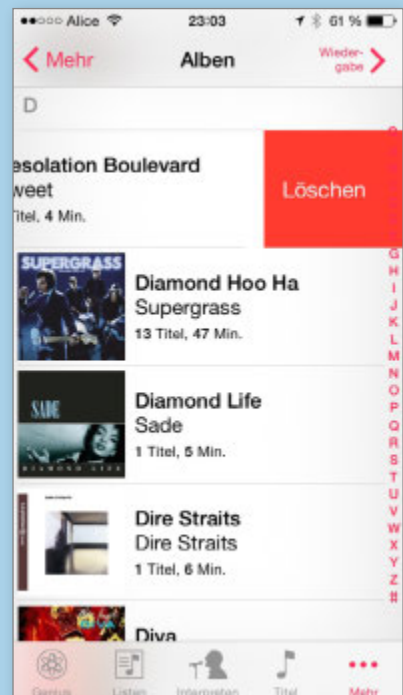 Alice 23:03 61 %
Mehr Alben Wieder-
gabe
D
esolation Boulevard
weet
Titel, 4 Min.
Löschen
SUPERGRASS
Diamond Hoo Ha
Supergrass
13 Titel, 47 Min.
SADE
DIAMOND LIFE
Diamond Life
Sade
1 Titel, 5 Min.
Dire Straits
Dire Straits
1 Titel, 6 Min.
Diva
G
H
I
J
K
L
M
N
O
P
Q
R
S
T
U
V
W
X
Y
Z
#
Genius Listen Interpreten Titel Mehr